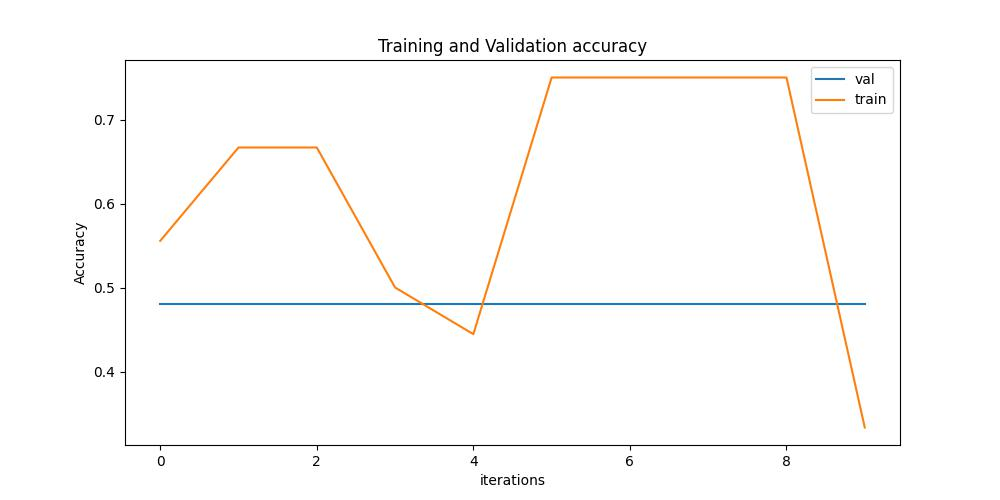 Training and Validation accuracy
val
train
0.7
0.6
0.5
0.4
Accuracy
0 2 4 6 8
iterations